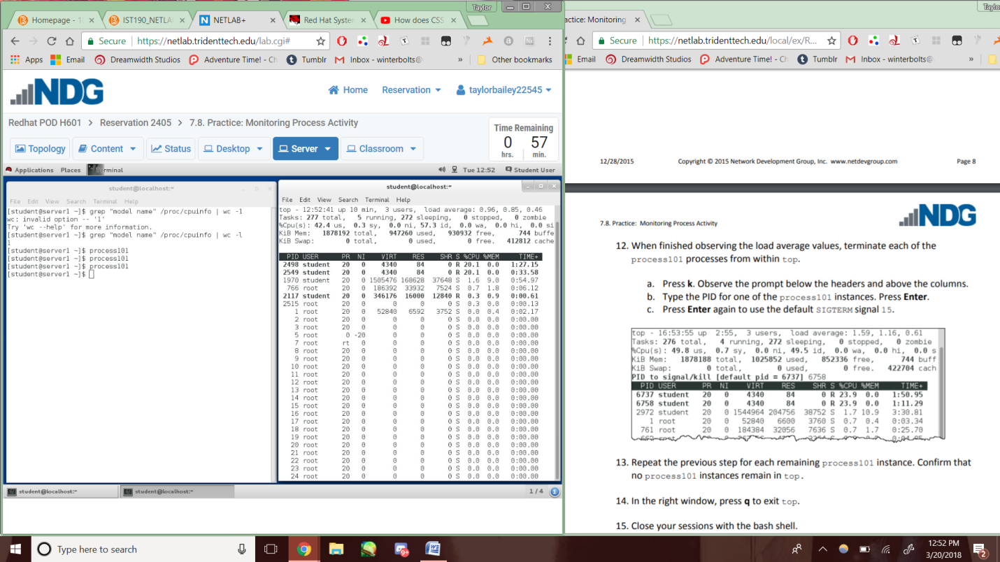 Taylor
Homepage - 10
IST190_NETLA
NETLAB+
Red Hat System
How does CSS
Secure
https://netlab.tridenttech.edu/lab.cgi#
Apps
Email
Dreamwidth Studios
Adventure Time! - Ch
Tumblr
Inbox - winterbolts@
»
Other bookmarks
NDG
Home
Reservation
taylorbailey22545
Redhat POD H601 > Reservation 2405 > 7.8. Practice: Monitoring Process Activity
Time Remaining
0 57
hrs. min.
Topology
Content
Status
Desktop
Server
Classroom
Applications Places Terminal
Tue 12:52 Student User
student@localhost:~
File Edit View Search Terminal Help
[student@server1 ~]$ grep "model name" /proc/cpuinfo | wc -1
wc: invalid option -- '1'
Try 'wc --help' for more information.
[student@server1 ~]$ grep "model name" /proc/cpuinfo | wc -l
1
[student@server1 ~]$ process101
[student@server1 ~]$ process101
[student@server1 ~]$ process101
[student@server1 ~]$
student@localhost:~
File Edit View Search Terminal Help
top - 12:52:41 up 10 min, 3 users, load average: 0.96, 0.85, 0.46
Tasks: 277 total, 5 running, 272 sleeping, 0 stopped, 0 zombie
%Cpu(s): 42.4 us, 0.3 sy, 0.0 ni, 57.3 id, 0.0 wa, 0.0 hi, 0.0 si
KiB Mem: 1878192 total, 947260 used, 930932 free, 744 buffe
KiB Swap: 0 total, 0 used, 0 free. 412812 cache
PID USER PR NI VIRT RES SHR S %CPU %MEM TIME+
2498 student 20 0 4340 84 0 R 20.1 0.0 1:27.15
2549 student 20 0 4340 84 0 R 20.1 0.0 0:33.58
1970 student 20 0 1505476 168628 37648 S 1.6 9.0 0:54.97
766 root 20 0 186392 33932 7524 S 0.7 1.8 0:06.12
2117 student 20 0 346176 16000 12840 R 0.3 0.9 0:00.61
2515 root 20 0 0 0 0 S 0.3 0.0 0:00.13
1 root 20 0 52840 6592 3752 S 0.0 0.4 0:02.17
2 root 20 0 0 0 0 S 0.0 0.0 0:00.00
3 root 20 0 0 0 0 S 0.0 0.0 0:00.00
5 root 0 -20 0 0 0 S 0.0 0.0 0:00.00
7 root rt 0 0 0 0 S 0.0 0.0 0:00.00
8 root 20 0 0 0 0 S 0.0 0.0 0:00.00
9 root 20 0 0 0 0 S 0.0 0.0 0:00.00
10 root 20 0 0 0 0 S 0.0 0.0 0:00.00
11 root 20 0 0 0 0 S 0.0 0.0 0:00.00
12 root 20 0 0 0 0 S 0.0 0.0 0:00.00
13 root 20 0 0 0 0 S 0.0 0.0 0:00.00
14 root 20 0 0 0 0 S 0.0 0.0 0:00.00
15 root 20 0 0 0 0 S 0.0 0.0 0:00.00
16 root 20 0 0 0 0 S 0.0 0.0 0:00.00
17 root 20 0 0 0 0 S 0.0 0.0 0:00.00
18 root 20 0 0 0 0 S 0.0 0.0 0:00.00
19 root 20 0 0 0 0 S 0.0 0.0 0:00.00
20 root 20 0 0 0 0 S 0.0 0.0 0:00.00
21 root 20 0 0 0 0 S 0.0 0.0 0:00.00
22 root 20 0 0 0 0 S 0.0 0.0 0:00.00
23 root 20 0 0 0 0 S 0.0 0.0 0:00.00
24 root 20 0 0 0 0 S 0.0 0.0 0:00.00
student@localhost:~
student@localhost:~
1 / 4
1
Taylo
actice: Monitoring
Secure
https://netlab.tridenttech.edu/local/ex/R...
Email
Dreamwidth Studios
Adventure Time! - Ch
Tumblr
Inbox - winterbolts@
»
12/28/2015 Copyright © 2015 Network Development Group, Inc. www.netdevgroup.com Page 8
7.8. Practice: Monitoring Process Activity
NDG
12. When finished observing the load average values, terminate each of the
process101 processes from within top.
a. Press k. Observe the prompt below the headers and above the columns.
b. Type the PID for one of the process101 instances. Press Enter.
c. Press Enter again to use the default SIGTERM signal 15.
top - 16:53:55 up 2:55, 3 users, load average: 1.59, 1.16, 0.61
Tasks: 276 total, 4 running, 272 sleeping, 0 stopped, 0 zombie
%Cpu(s): 49.8 us, 0.7 sy, 0.0 ni, 49.5 id, 0.0 wa, 0.0 hi, 0.0 s
KiB Mem: 1878188 total, 1025852 used, 852336 free, 744 buff
KiB Swap: 0 total, 0 used, 0 free. 422704 cach
PID to signal/kill [default pid = 6737] 6758
PID USER PR NI VIRT RES SHR S %CPU %MEM TIME+
6737 student 20 0 4340 84 0 R 23.9 0.0 1:50.95
6758 student 20 0 4340 84 0 R 23.9 0.0 1:11.29
2972 student 20 0 1544964 204756 38752 S 1.7 10.9 3:30.81
1 root 20 0 52840 6600 3760 S 0.7 0.4 0:03.34
761 root 20 0 184384 32056 7636 S 0.7 1.7 0:25.70
13. Repeat the previous step for each remaining process101 instance. Confirm that
no process101 instances remain in top.
14. In the right window, press q to exit top.
15. Close your sessions with the bash shell.
Type here to search
9+
12:52 PM
3/20/2018
2